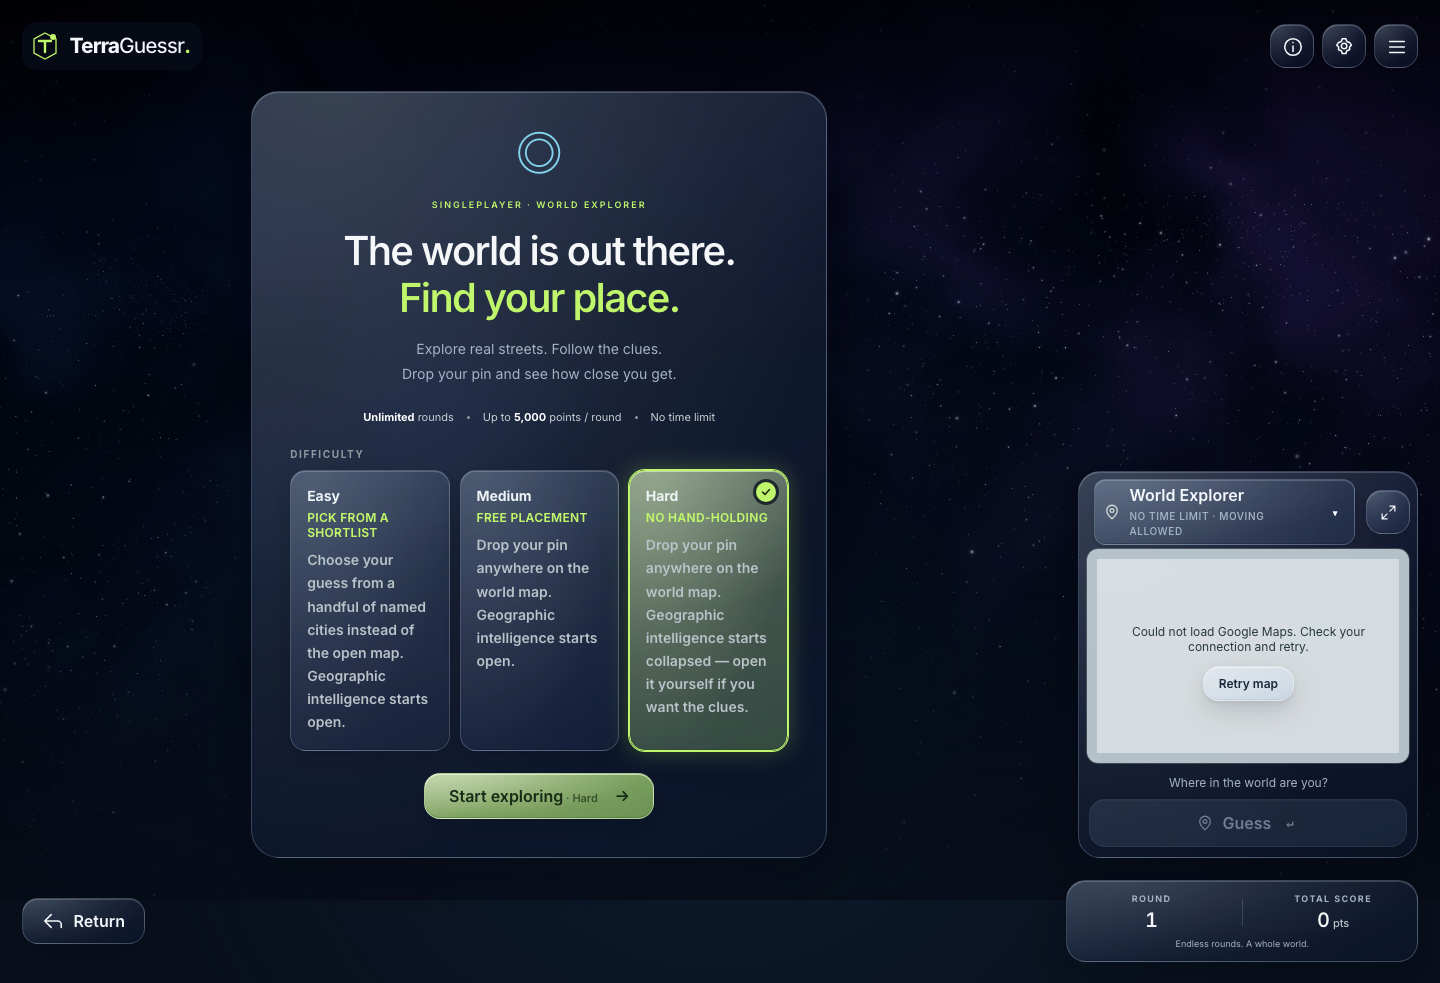 TerraGuessr.
SINGLEPLAYER · WORLD EXPLORER
The world is out there.
Find your place.
Explore real streets. Follow the clues.
Drop your pin and see how close you get.
Unlimited rounds • Up to 5,000 points / round • No time limit
DIFFICULTY
Easy
PICK FROM A
SHORTLIST
Choose your
guess from a
handful of named
cities instead of
the open map.
Geographic
intelligence starts
open.
Medium
FREE PLACEMENT
Drop your pin
anywhere on the
world map.
Geographic
intelligence starts
open.
Hard
NO HAND-HOLDING
Drop your pin
anywhere on the
world map.
Geographic
intelligence starts
collapsed — open
it yourself if you
want the clues.
Start exploring · Hard →
World Explorer
NO TIME LIMIT · MOVING
ALLOWED
Could not load Google Maps. Check your
connection and retry.
Retry map
Where in the world are you?
Guess ↵
Return
ROUND
1
TOTAL SCORE
0 pts
Endless rounds. A whole world.